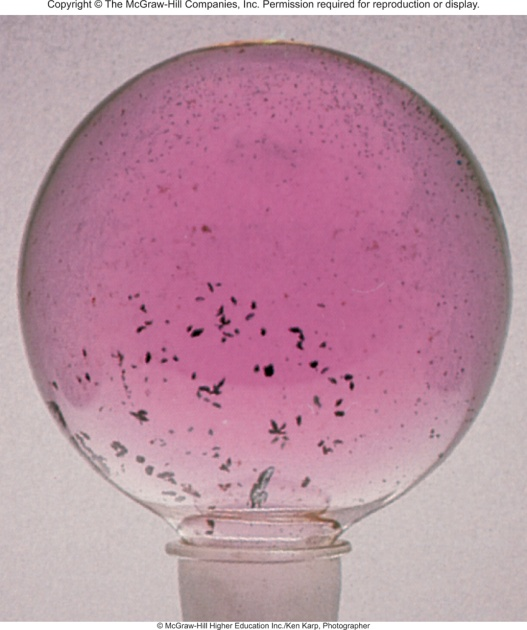 Copyright © The McGraw-Hill Companies, Inc. Permission required for reproduction or display.
© McGraw-Hill Higher Education Inc./Ken Karp, Photographer